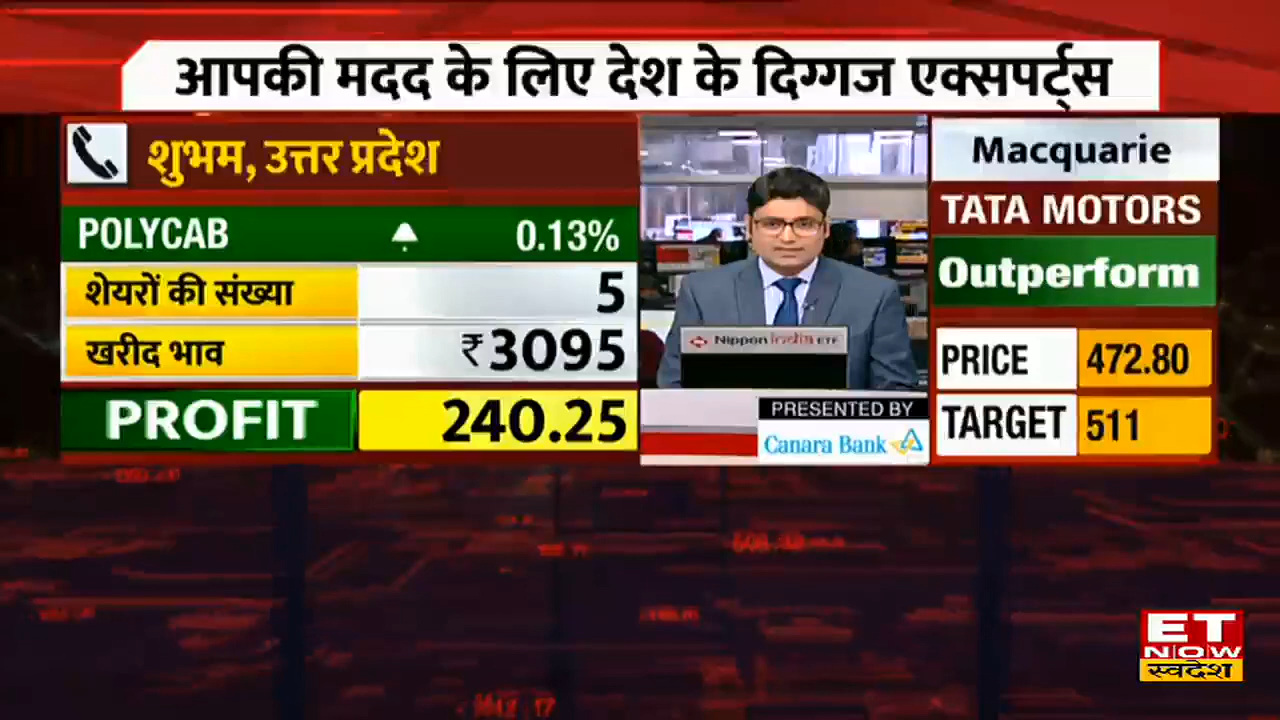 आपकी मदद के लिए देश के दिग्गज एक्सपर्ट्स
शुभम, उत्तर प्रदेश
POLYCAB 0.13%
शेयरों की संख्या 5
खरीद भाव ₹3095
PROFIT 240.25
Nippon india ETF
PRESENTED BY
Canara Bank
Macquarie
TATA MOTORS
Outperform
PRICE 472.80
TARGET 511
ET
NOW
स्वदेश